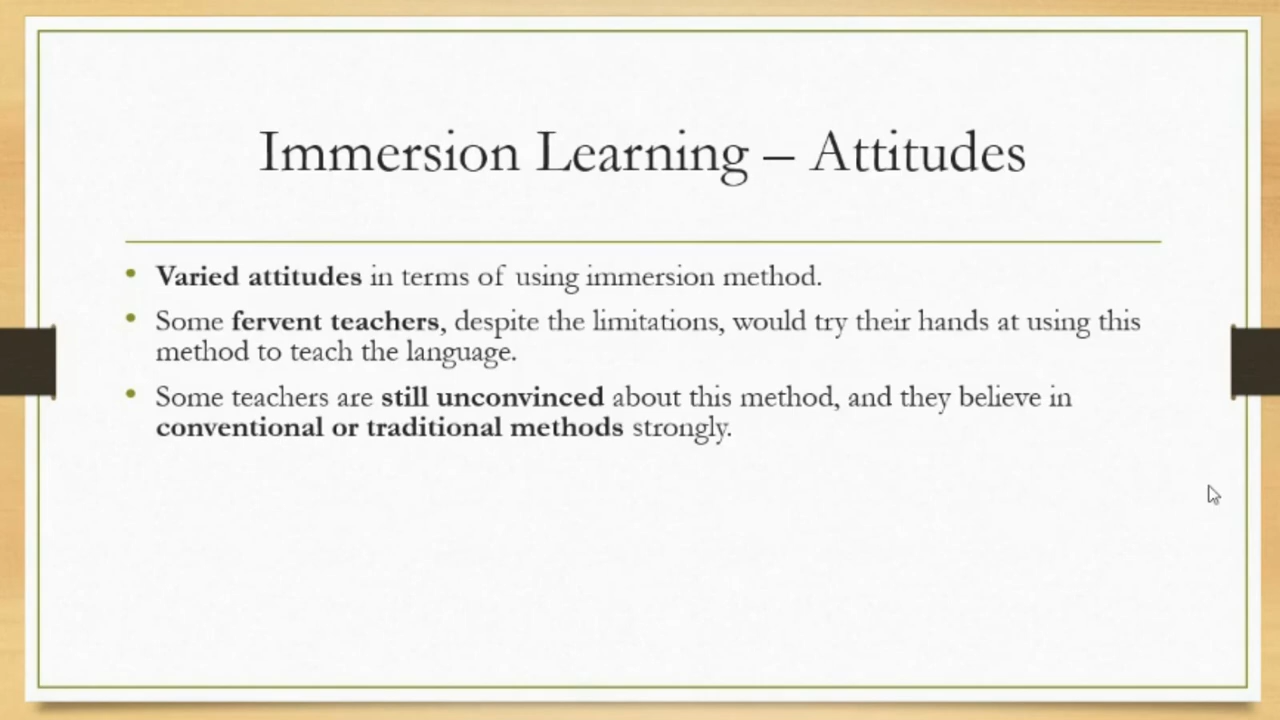 Immersion Learning – Attitudes
• Varied attitudes in terms of using immersion method.
• Some fervent teachers, despite the limitations, would try their hands at using this
method to teach the language.
• Some teachers are still unconvinced about this method, and they believe in
conventional or traditional methods strongly.